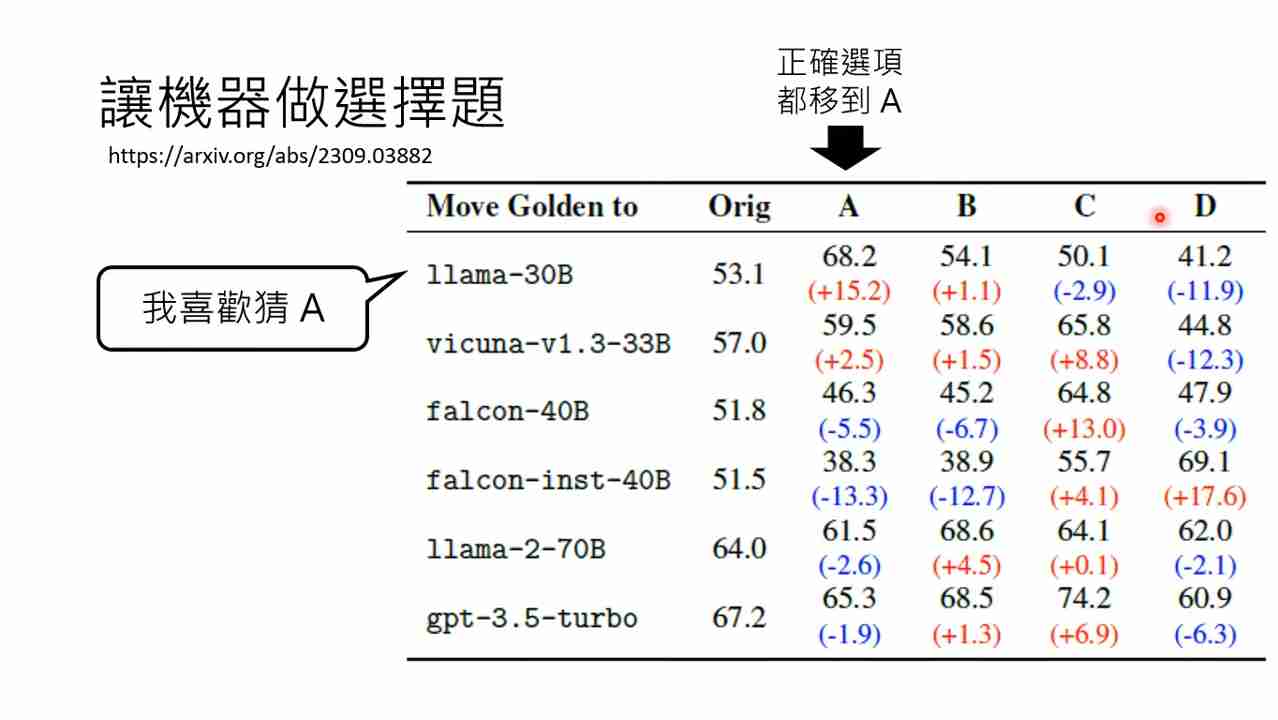 讓機器做選擇題
https://arxiv.org/abs/2309.03882
正確選項
都移到 A
Move Golden to Orig A B C D
llama-30B 53.1 68.2 54.1 50.1 41.2
(+15.2) (+1.1) (-2.9) (-11.9)
我喜歡猜 A
vicuna-v1.3-33B 57.0 59.5 58.6 65.8 44.8
(+2.5) (+1.5) (+8.8) (-12.3)
falcon-40B 51.8 46.3 45.2 64.8 47.9
(-5.5) (-6.7) (+13.0) (-3.9)
falcon-inst-40B 51.5 38.3 38.9 55.7 69.1
(-13.3) (-12.7) (+4.1) (+17.6)
llama-2-70B 64.0 61.5 68.6 64.1 62.0
(-2.6) (+4.5) (+0.1) (-2.1)
gpt-3.5-turbo 67.2 65.3 68.5 74.2 60.9
(-1.9) (+1.3) (+6.9) (-6.3)